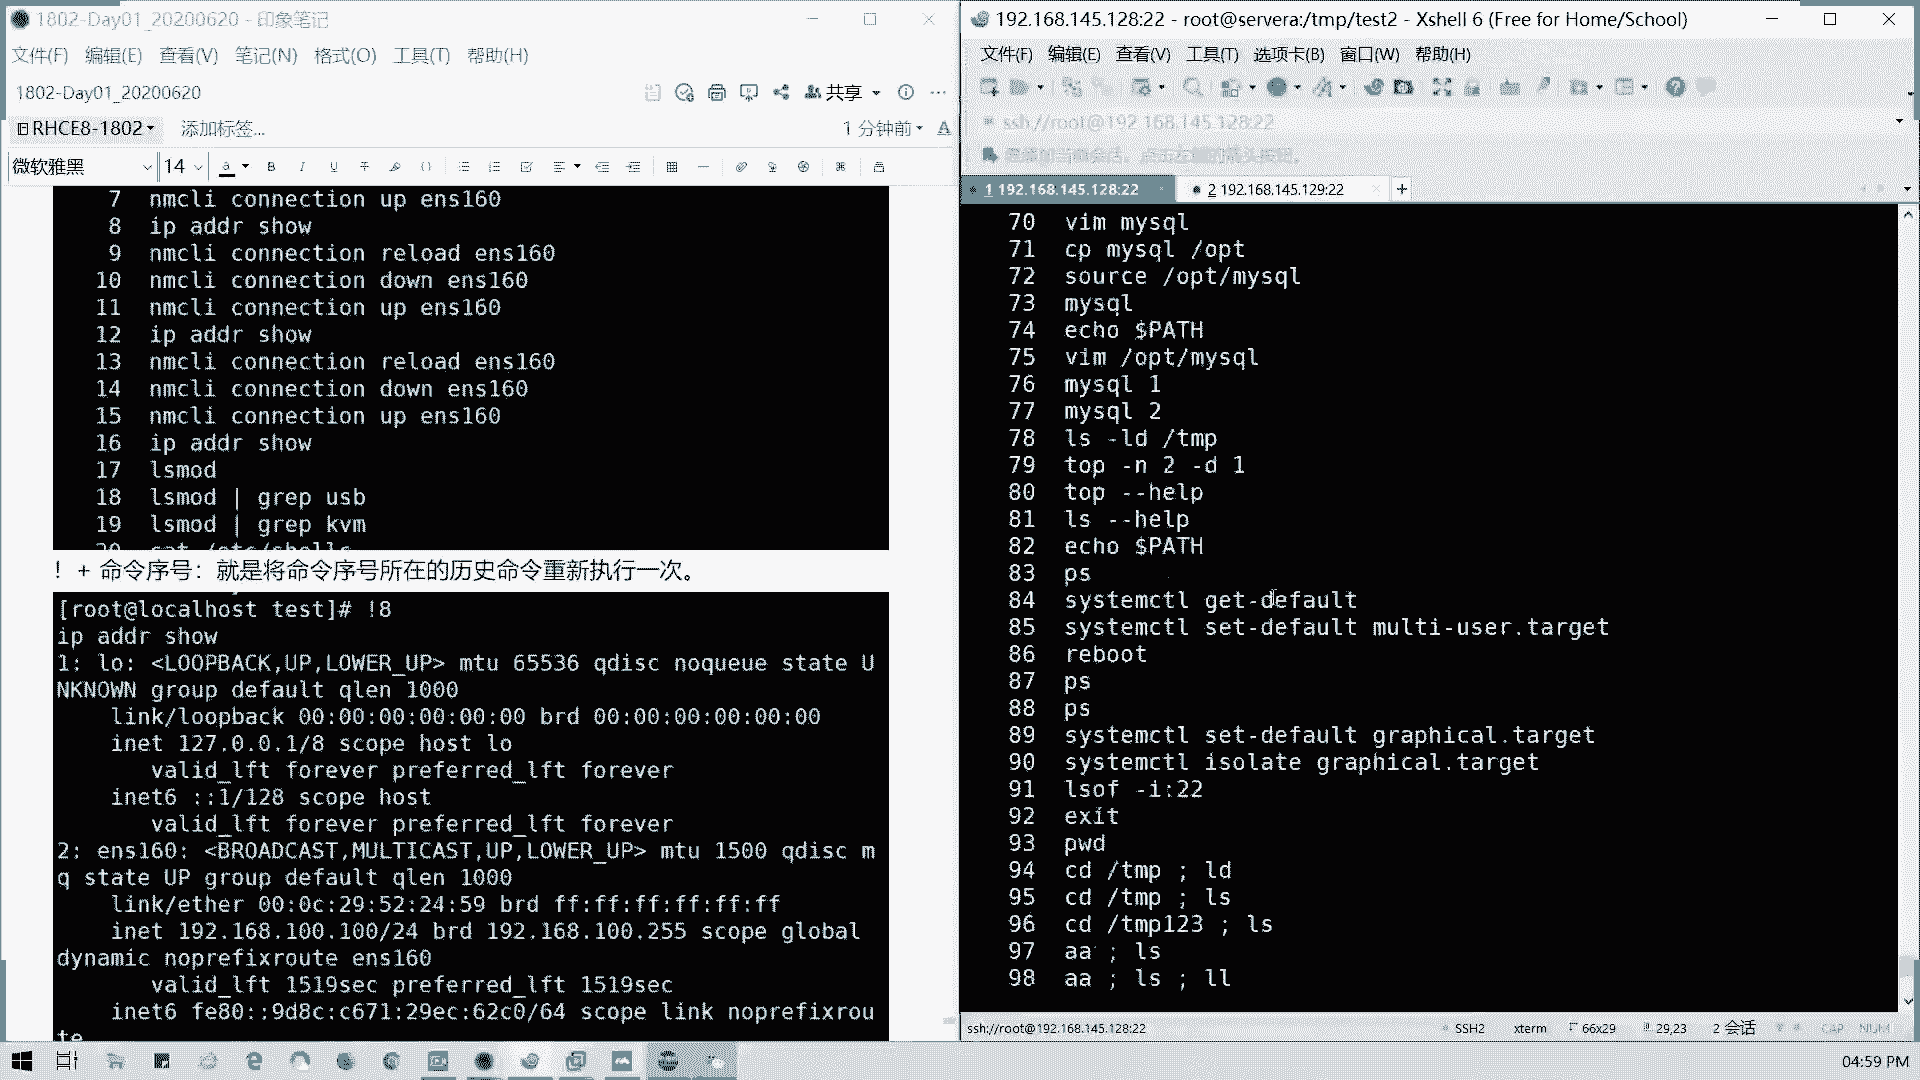 1802-Day01_20200620 - 印象笔记
文件(F) 编辑(E) 查看(V) 笔记(N) 格式(O) 工具(T) 帮助(H)
1802-Day01_20200620
共享
RHCE8-1802
添加标签...
1 分钟前
微软雅黑 14
7 nmcli connection up ens160
8 ip addr show
9 nmcli connection reload ens160
10 nmcli connection down ens160
11 nmcli connection up ens160
12 ip addr show
13 nmcli connection reload ens160
14 nmcli connection down ens160
15 nmcli connection up ens160
16 ip addr show
17 lsmod
18 lsmod | grep usb
19 lsmod | grep kvm
20 cat /etc/shells
! + 命令序号：就是将命令序号所在的历史命令重新执行一次。
[root@localhost test]# !8
ip addr show
1: lo: <LOOPBACK,UP,LOWER_UP> mtu 65536 qdisc noqueue state U
NKNOWN group default qlen 1000
link/loopback 00:00:00:00:00:00 brd 00:00:00:00:00:00
inet 127.0.0.1/8 scope host lo
valid_lft forever preferred_lft forever
inet6 ::1/128 scope host
valid_lft forever preferred_lft forever
2: ens160: <BROADCAST,MULTICAST,UP,LOWER_UP> mtu 1500 qdisc m
q state UP group default qlen 1000
link/ether 00:0c:29:52:24:59 brd ff:ff:ff:ff:ff:ff
inet 192.168.100.100/24 brd 192.168.100.255 scope global
dynamic noprefixroute ens160
valid_lft 1519sec preferred_lft 1519sec
inet6 fe80::9d8c:c671:29ec:62c0/64 scope link noprefixrou
te
192.168.145.128:22 - root@servera:/tmp/test2 - Xshell 6 (Free for Home/School)
文件(F) 编辑(E) 查看(V) 工具(T) 选项卡(B) 窗口(W) 帮助(H)
ssh://root@192.168.145.128:22
1 192.168.145.128:22
2 192.168.145.129:22
70 vim mysql
71 cp mysql /opt
72 source /opt/mysql
73 mysql
74 echo $PATH
75 vim /opt/mysql
76 mysql 1
77 mysql 2
78 ls -ld /tmp
79 top -n 2 -d 1
80 top --help
81 ls --help
82 echo $PATH
83 ps
84 systemctl get-default
85 systemctl set-default multi-user.target
86 reboot
87 ps
88 ps
89 systemctl set-default graphical.target
90 systemctl isolate graphical.target
91 lsof -i:22
92 exit
93 pwd
94 cd /tmp ; ld
95 cd /tmp ; ls
96 cd /tmp123 ; ls
97 aa ; ls
98 aa ; ls ; ll
ssh://root@192.168.145.128:22 SSH2 xterm 66x29 29,23 2 会话 CAP NUM
04:59 PM